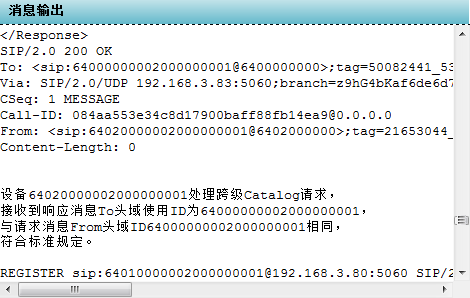 消息输出
</Response>
SIP/2.0 200 OK
To: <sip:64000000002000000001@6400000000>;tag=50082441_53
Via: SIP/2.0/UDP 192.168.3.83:5060;branch=z9hG4bKaf6de6d7
CSeq: 1 MESSAGE
Call-ID: 084aa553e34c8d17900baff88fb14ea9@0.0.0.0
From: <sip:64020000002000000001@6402000000>;tag=21653044_
Content-Length: 0
设备64020000002000000001处理跨级Catalog请求，
接收到响应消息To头域使用ID为64000000002000000001，
与请求消息From头域ID64000000002000000001相同，
符合标准规定。
REGISTER sip:64010000002000000001@192.168.3.80:5060 SIP/2